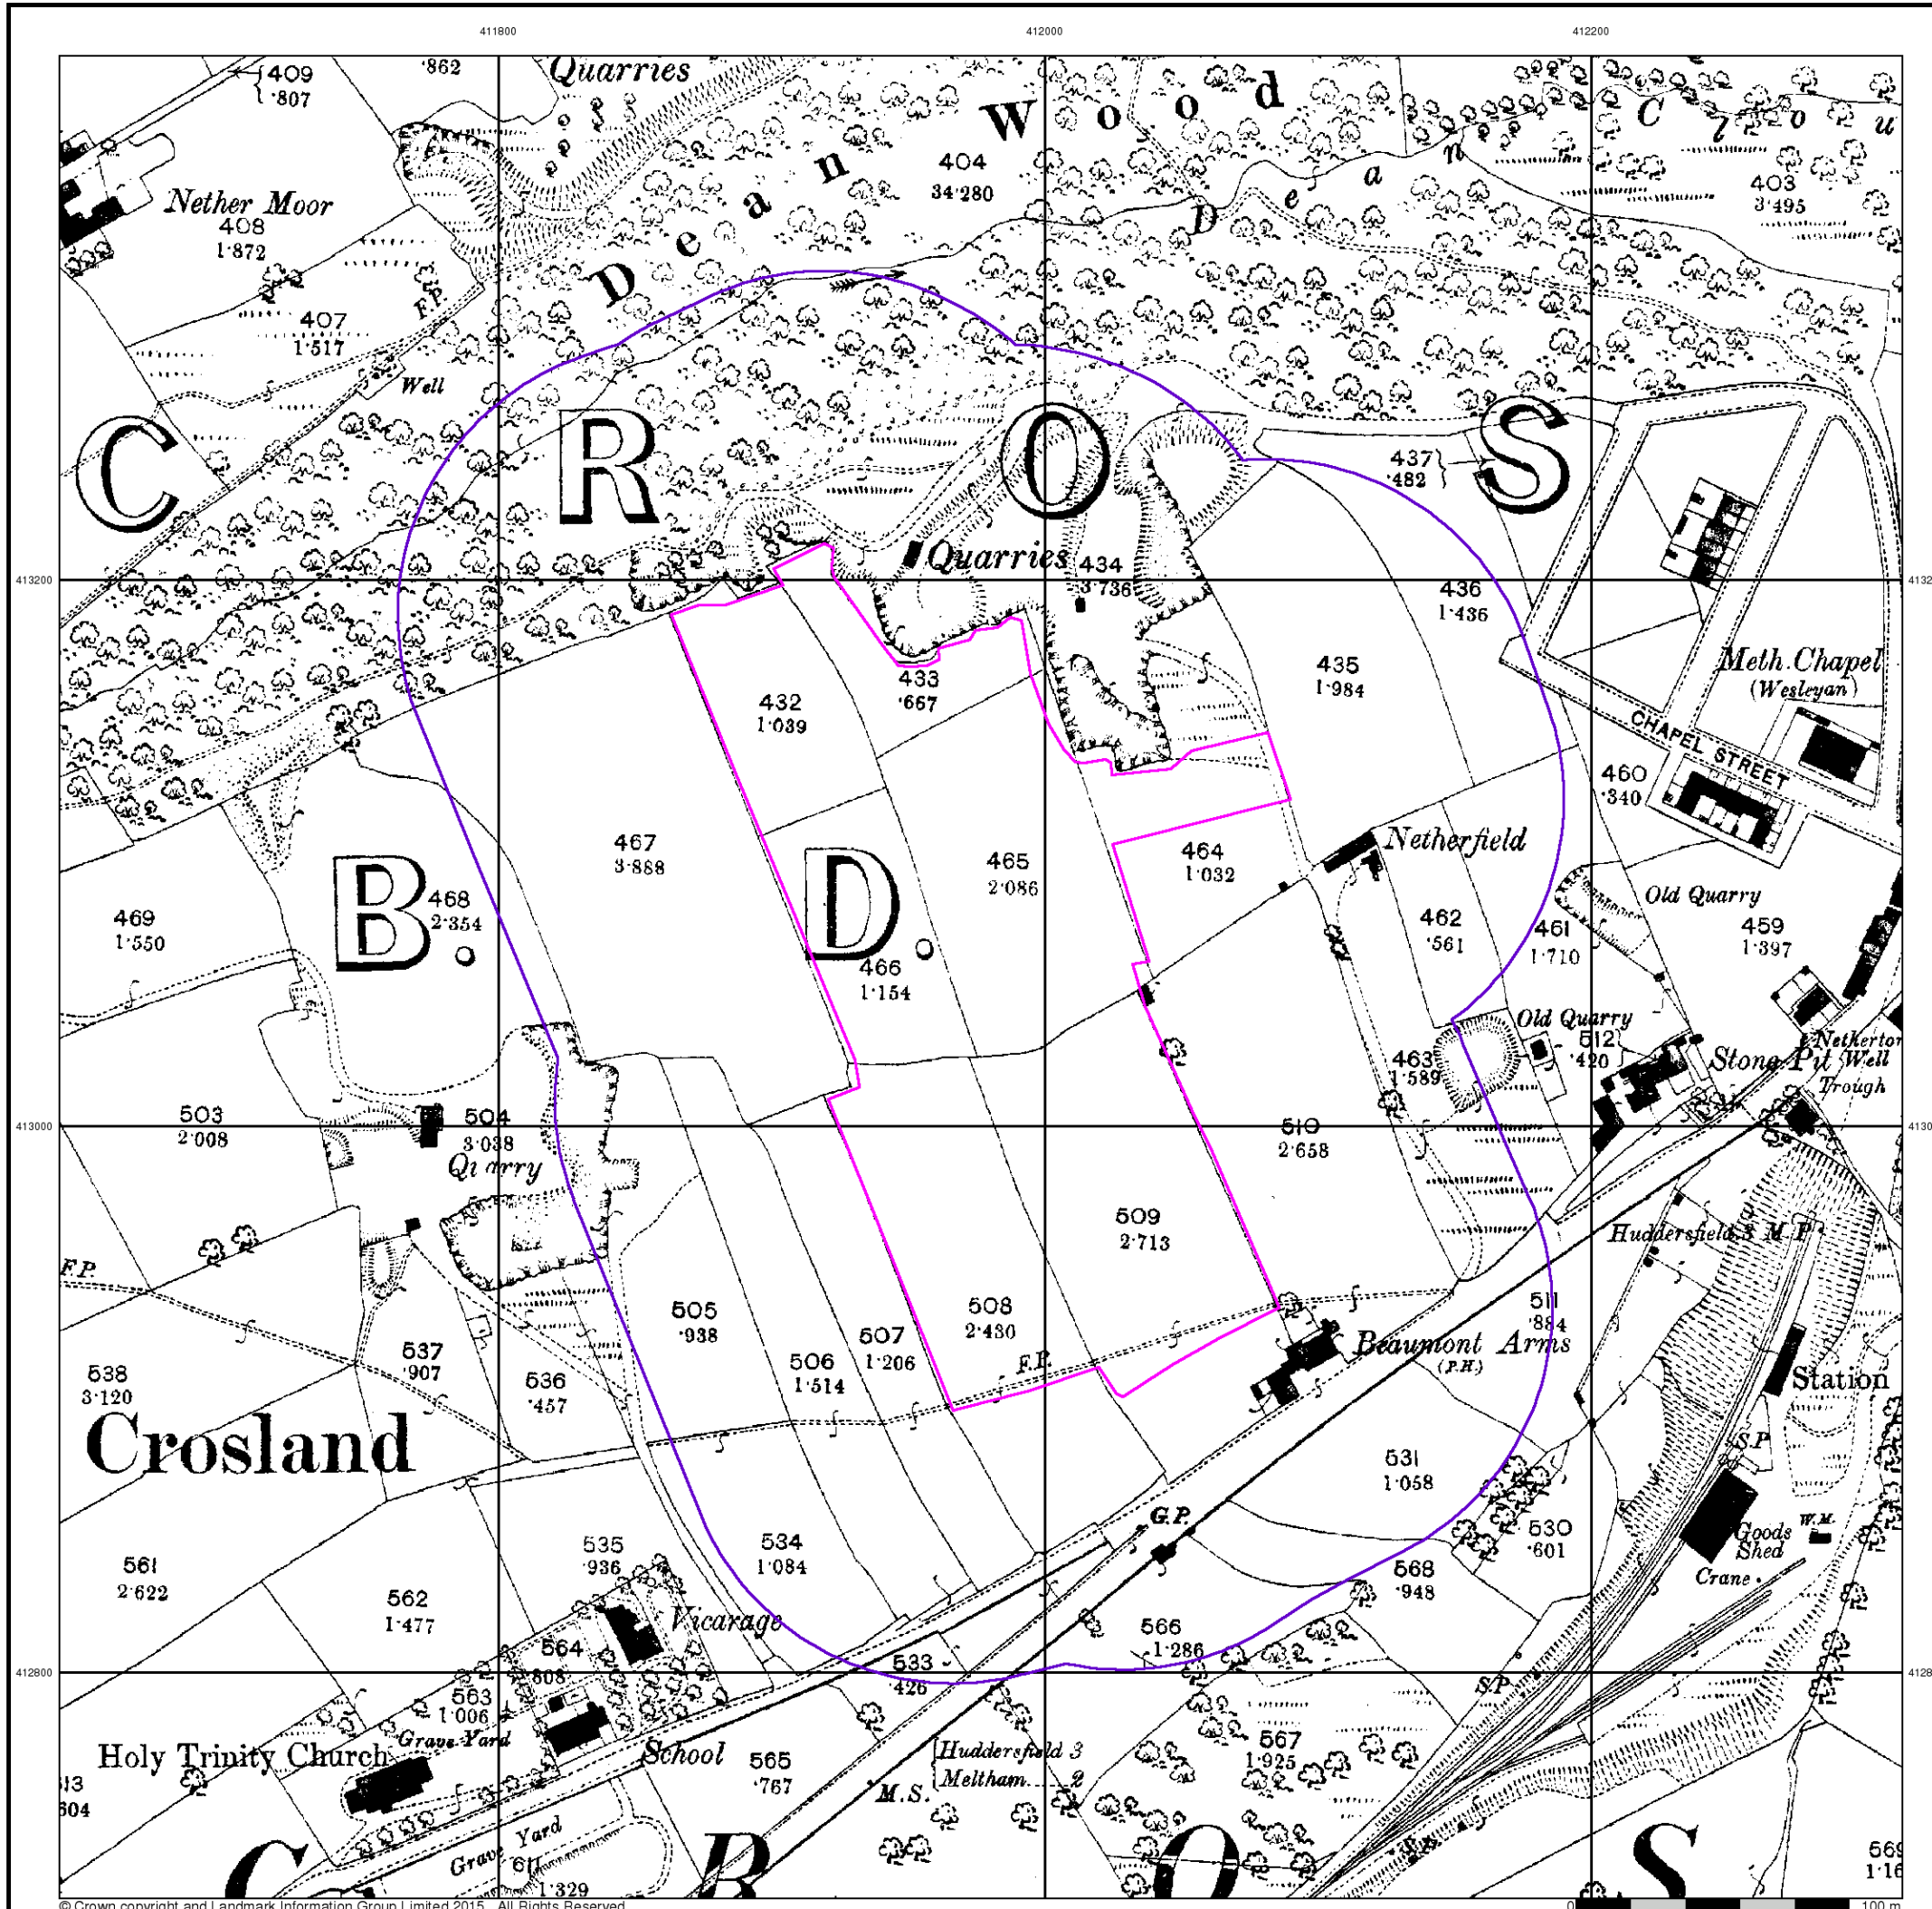 411800
412000
412200
409
·807
·862
Quarries
Dean Wood
404
34·280
Clou
403
3·495
Dean
Nether Moor
408
1·872
407
1·517
F.P.
Well
C R O S
437
·482
413200
Quarries
434
3·736
436
1·436
435
1·984
Meth. Chapel
(Wesleyan)
CHAPEL STREET
460
·340
432
1·039
433
·667
467
3·888
B. D.
468
2·354
469
1·550
465
2·086
466
1·154
464
1·032
Netherfield
462
·561
461
1·710
Old Quarry
459
1·397
Old Quarry
512
·420
Stone Pit Well
Trough
463
1·589
413000
503
2·008
504
3·038
Quarry
510
2·658
509
2·713
Huddersfield 3 M.P.
F.P.
505
·938
508
2·430
507
1·206
506
1·514
F.P.
511
·884
Beaumont Arms
(P.H.)
Station
538
3·120
537
·907
536
·457
Crosland
S.P.
531
1·058
G.P.
530
·601
Goods
Shed
W.M.
Crane
535
·936
534
1·084
561
2·622
562
1·477
568
·948
Vicarage
564
·808
566
1·286
533
·426
412800
563
1·006
Grave Yard
S.P.
Holy Trinity Church
School
565
·767
Huddersfield 3
Meltham 2
M.S.
567
1·925
Grave Yard
611
1·329
S.P.
C R O S
© Crown copyright and Landmark Information Group Limited 2015. All Rights Reserved.
0
100 m